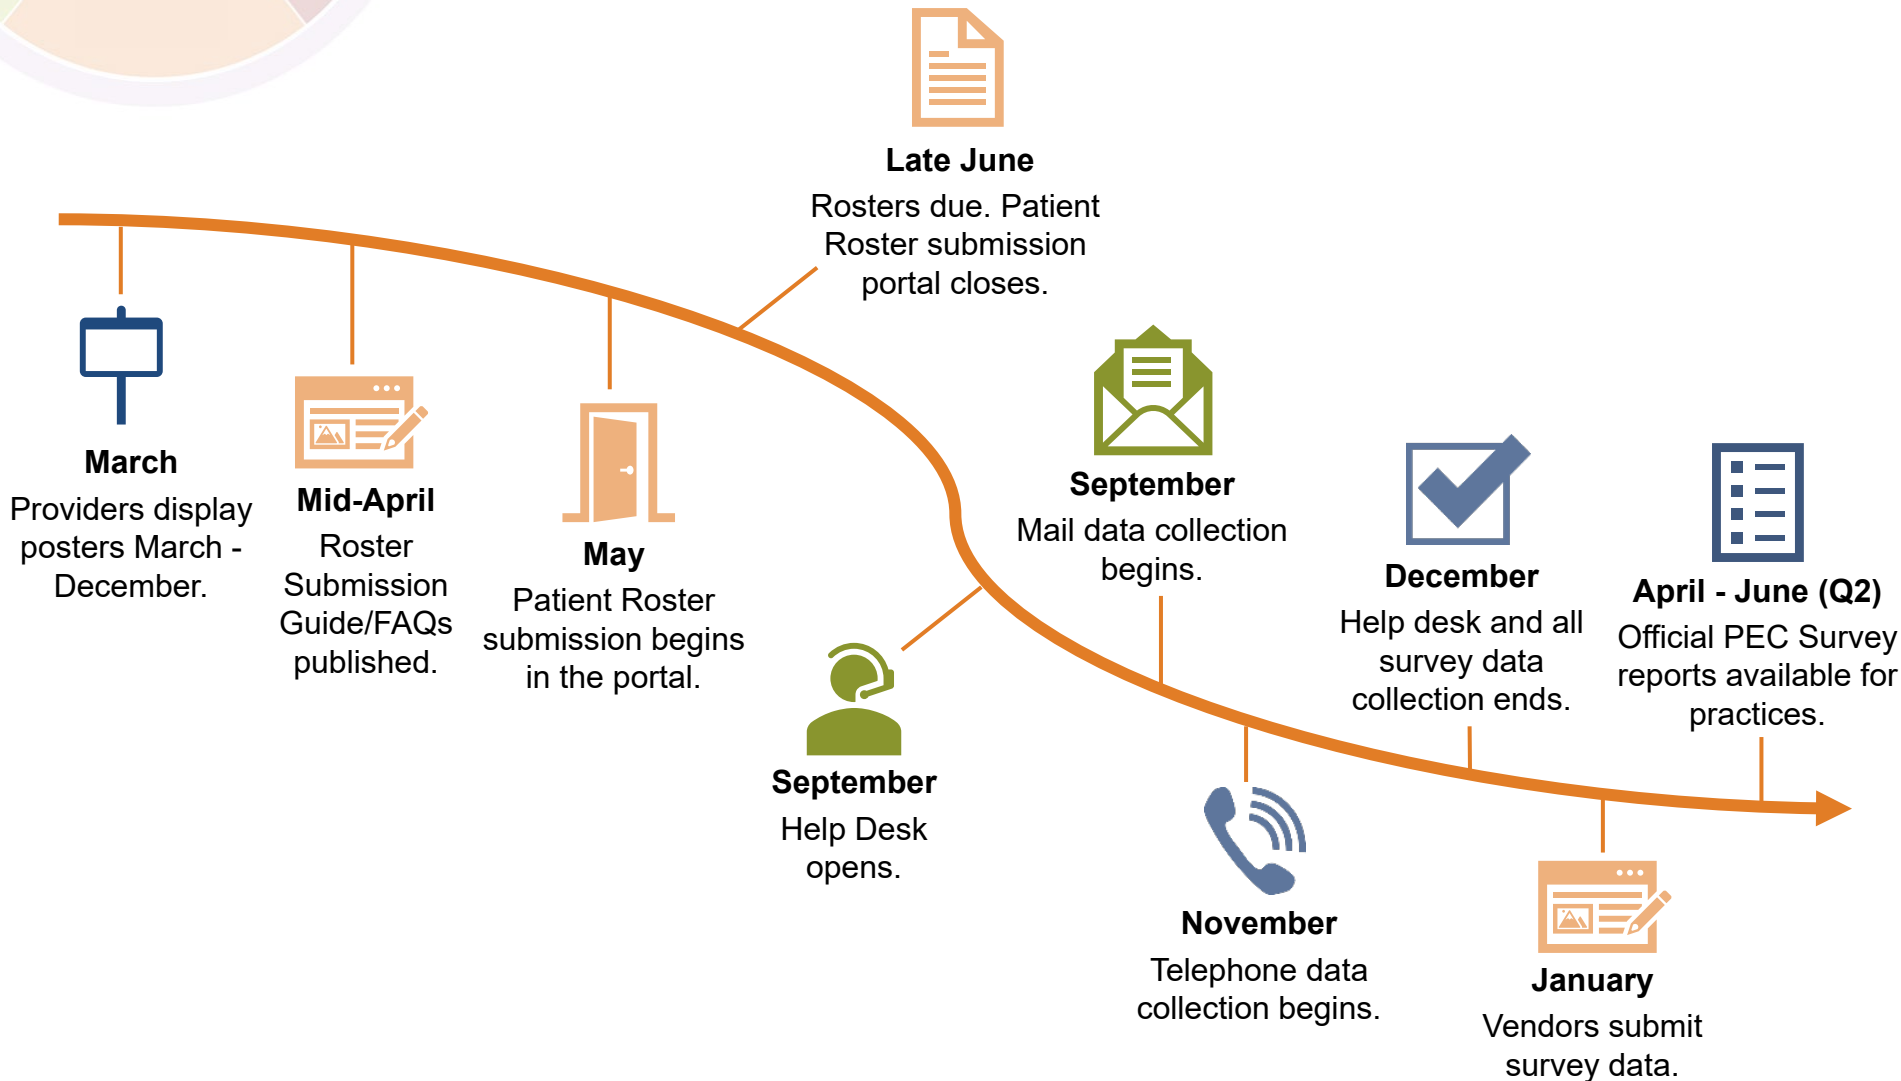 March
Providers display
posters March -
December.
Mid-April
Roster
Submission
Guide/FAQs
published.
May
Patient Roster
submission begins
in the portal.
Late June
Rosters due. Patient
Roster submission
portal closes.
September
Help Desk
opens.
September
Mail data collection
begins.
November
Telephone data
collection begins.
December
Help desk and all
survey data
collection ends.
January
Vendors submit
survey data.
April - June (Q2)
Official PEC Survey
reports available for
practices.